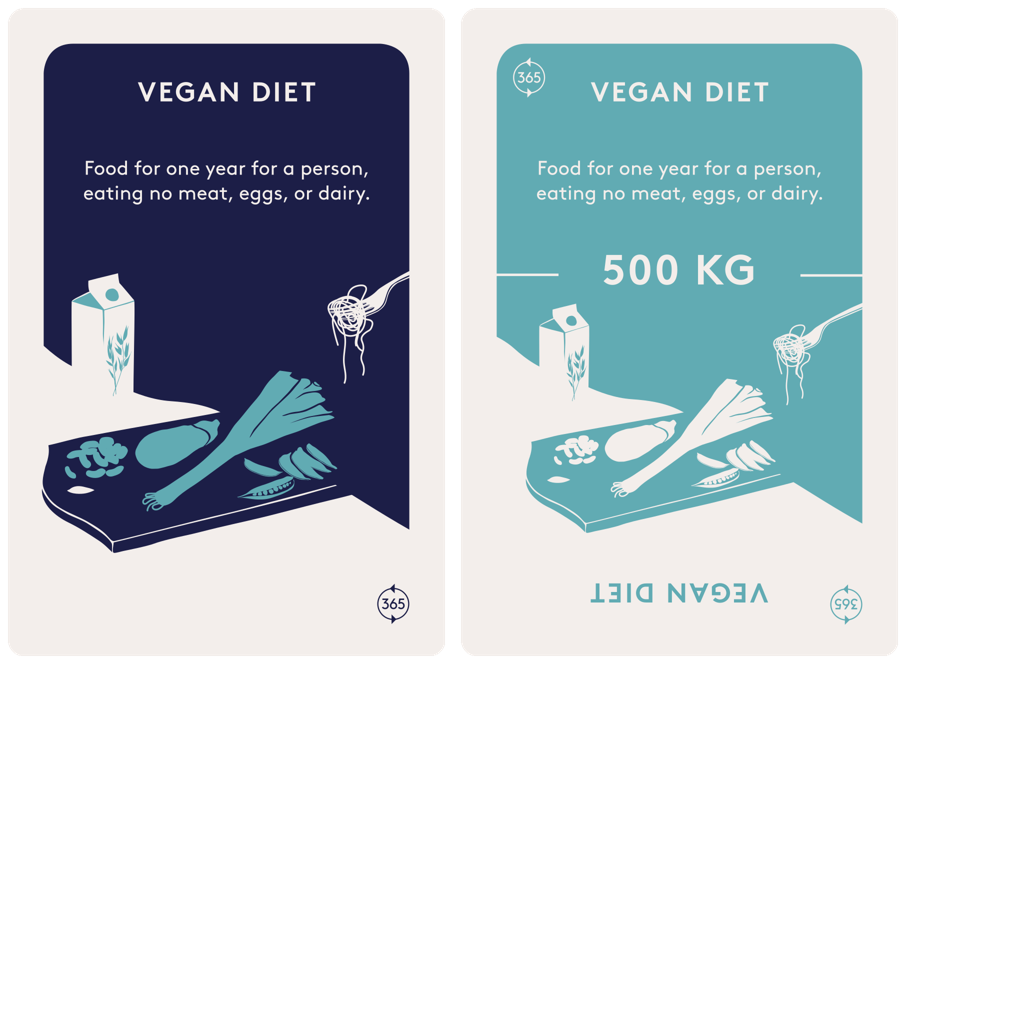 VEGAN DIET
Food for one year for a person,
eating no meat, eggs, or dairy.
365
365
VEGAN DIET
Food for one year for a person,
eating no meat, eggs, or dairy.
500 KG
VEGAN DIET
365